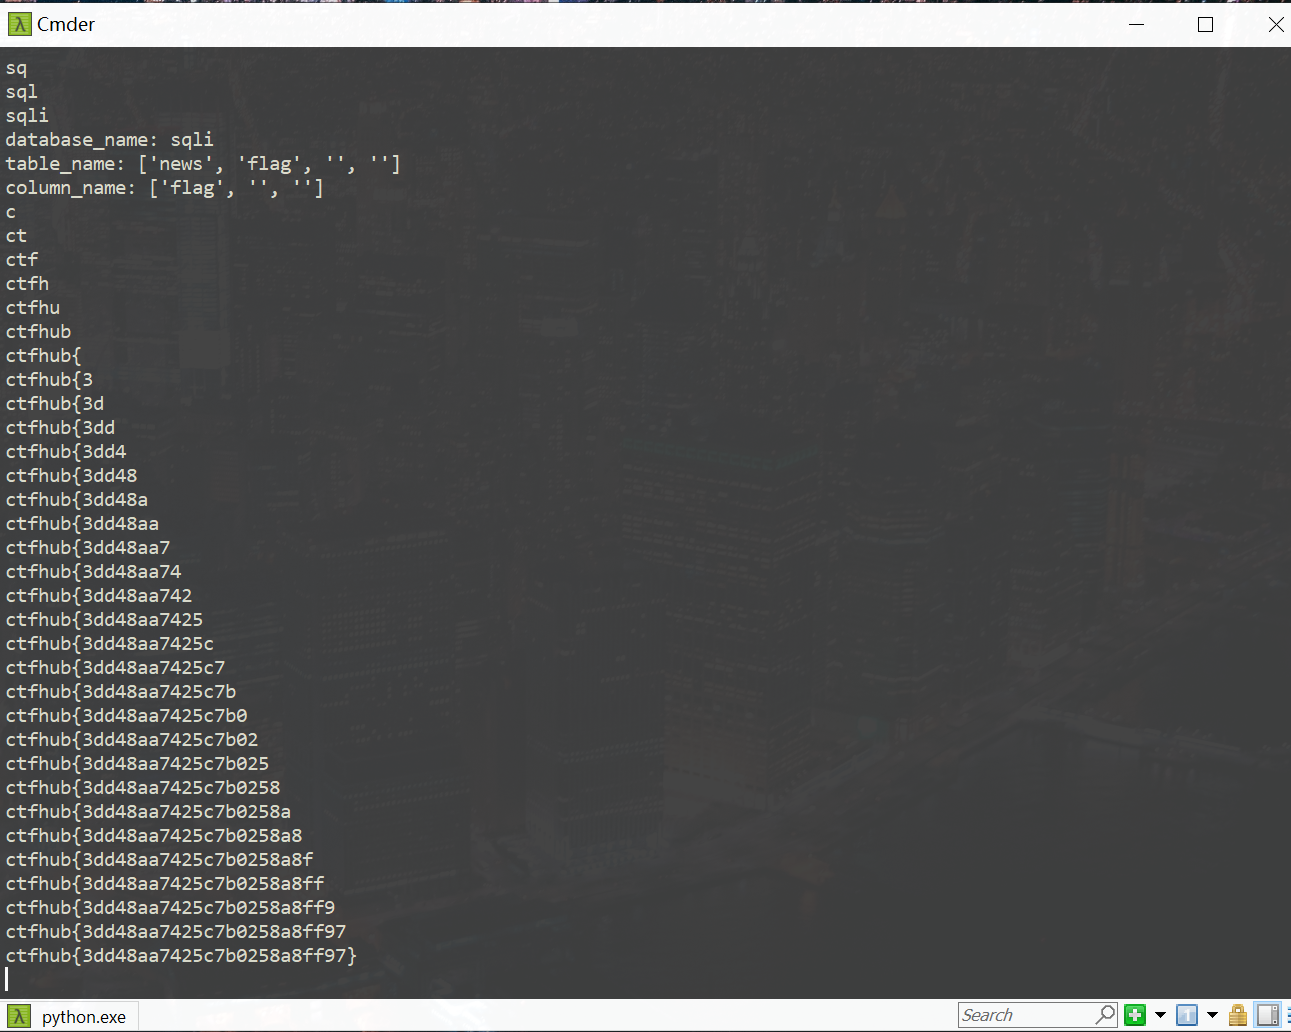 Cmder
sq
sql
sqli
database_name: sqli
table_name: ['news', 'flag', '', '']
column_name: ['flag', '', '']
c
ct
ctf
ctfh
ctfhu
ctfhub
ctfhub{
ctfhub{3
ctfhub{3d
ctfhub{3dd
ctfhub{3dd4
ctfhub{3dd48
ctfhub{3dd48a
ctfhub{3dd48aa
ctfhub{3dd48aa7
ctfhub{3dd48aa74
ctfhub{3dd48aa742
ctfhub{3dd48aa7425
ctfhub{3dd48aa7425c
ctfhub{3dd48aa7425c7
ctfhub{3dd48aa7425c7b
ctfhub{3dd48aa7425c7b0
ctfhub{3dd48aa7425c7b02
ctfhub{3dd48aa7425c7b025
ctfhub{3dd48aa7425c7b0258
ctfhub{3dd48aa7425c7b0258a
ctfhub{3dd48aa7425c7b0258a8
ctfhub{3dd48aa7425c7b0258a8f
ctfhub{3dd48aa7425c7b0258a8ff
ctfhub{3dd48aa7425c7b0258a8ff9
ctfhub{3dd48aa7425c7b0258a8ff97
ctfhub{3dd48aa7425c7b0258a8ff97}
python.exe Search 1